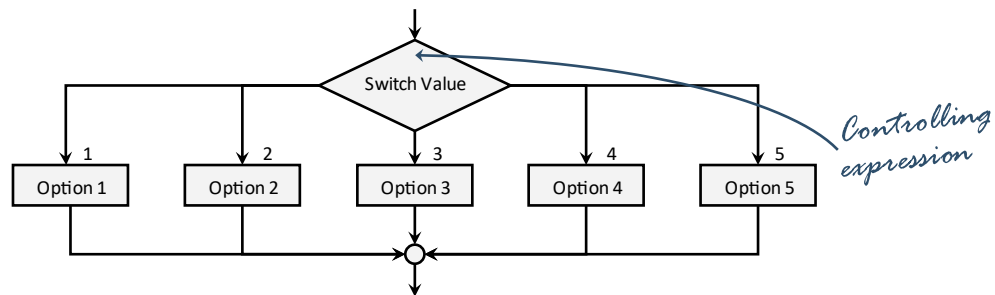 Switch Value
Controlling
expression
1
2
3
4
5
Option 1
Option 2
Option 3
Option 4
Option 5